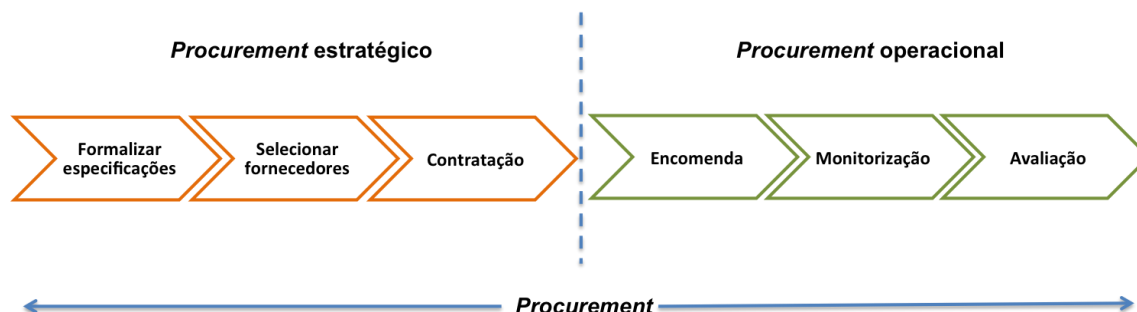 Procurement estratégico
Procurement operacional
Formalizar
especificações
Selecionar
fornecedores
Contratação
Encomenda
Monitorização
Avaliação
Procurement